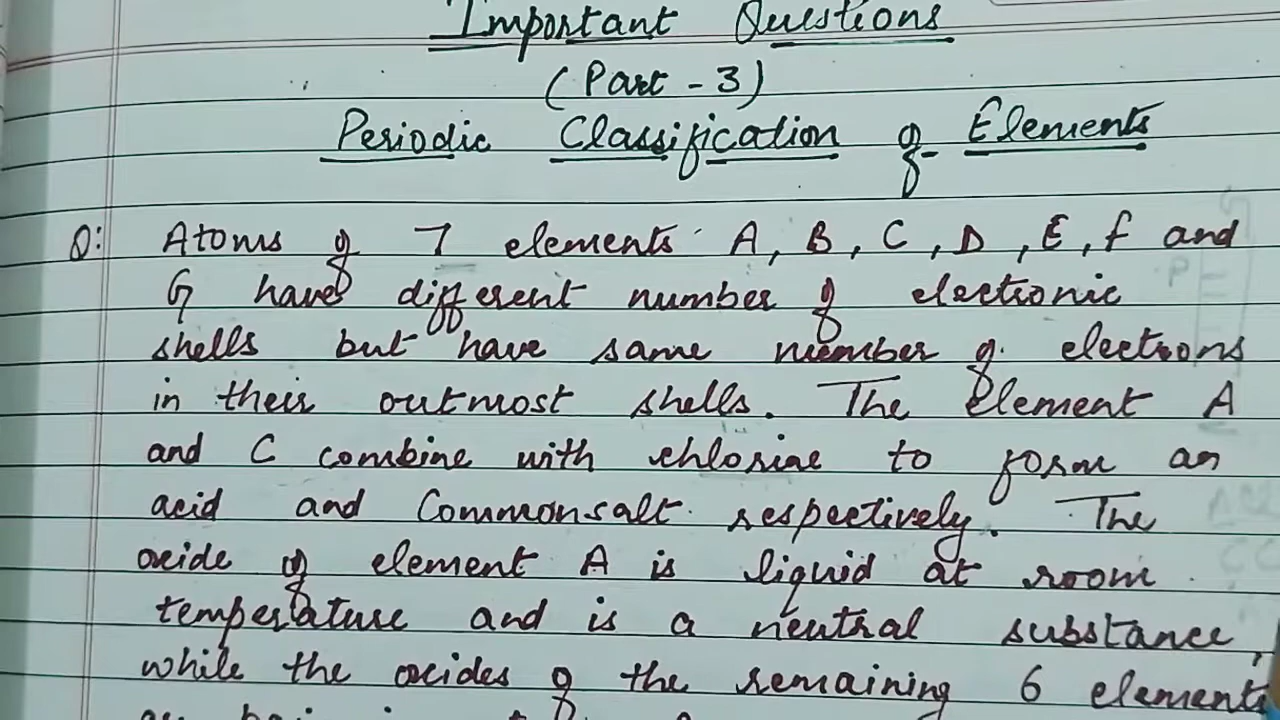 Important Questions
(Part - 3)
Periodic Classification of Elements
Q: Atoms of 7 elements A, B, C, D, E, F and
G have different number of electronic
shells but have same number of electrons
in their outmost shells. The Element A
and C combine with chlorine to form an
acid and Commonsalt respectively. The
oxide of element A is liquid at room
temperature and is a neutral substance,
while the oxides of the remaining 6 elements